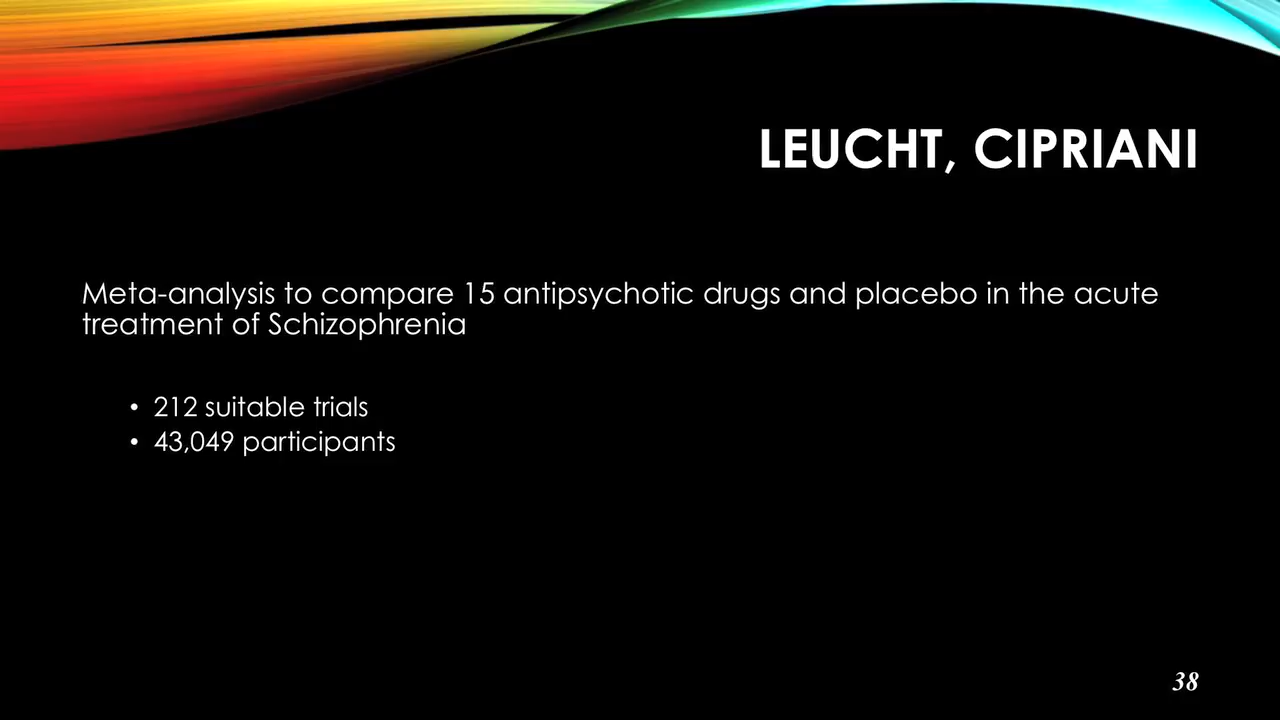 LEUCHT, CIPRIANI
Meta-analysis to compare 15 antipsychotic drugs and placebo in the acute
treatment of Schizophrenia
• 212 suitable trials
• 43,049 participants
38